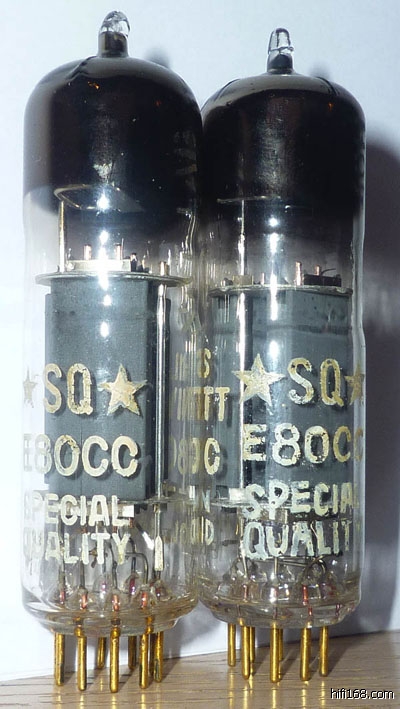 SQ
E80CC
SPECIAL
QUALITY
SQ
E80CC
SPECIAL
QUALITY
hifi168.com